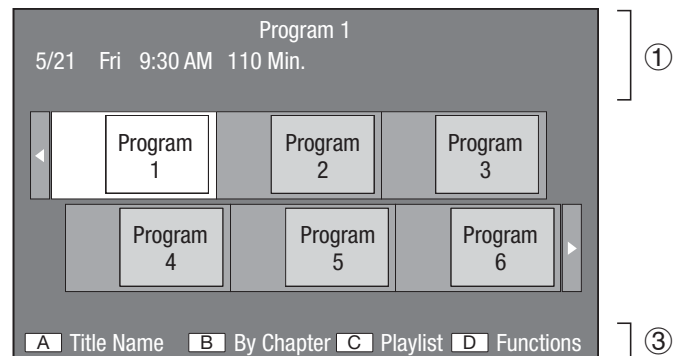 Program 1
5/21 Fri 9:30 AM 110 Min.
①
Program 1
Program 2
Program 3
Program 4
Program 5
Program 6
A Title Name B By Chapter C Playlist D Functions
③